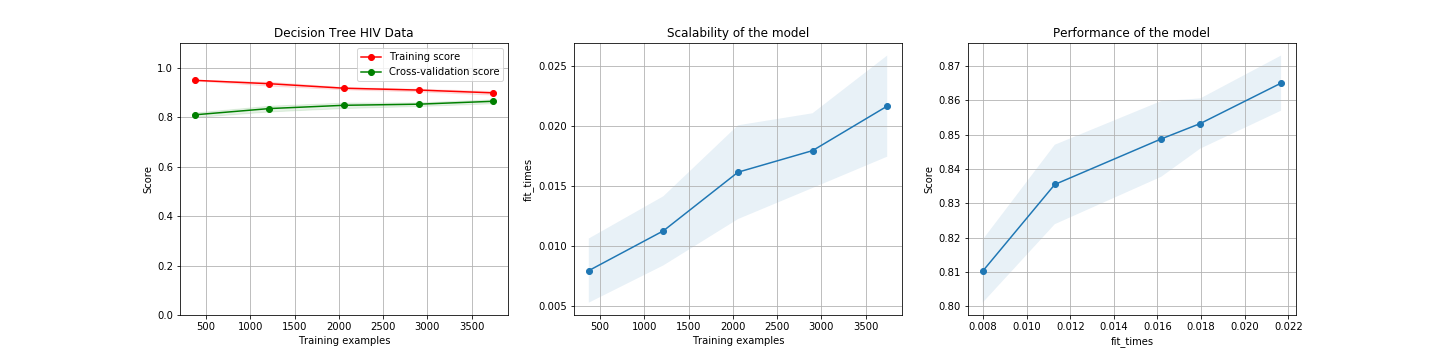 Decision Tree HIV Data
Training score
Cross-validation score
1.0
0.8
0.6
0.4
0.2
0.0
Score
500 1000 1500 2000 2500 3000 3500
Training examples
Scalability of the model
0.025
0.020
0.015
0.010
0.005
fit_times
500 1000 1500 2000 2500 3000 3500
Training examples
Performance of the model
0.87
0.86
0.85
0.84
0.83
0.82
0.81
0.80
Score
0.008 0.010 0.012 0.014 0.016 0.018 0.020 0.022
fit_times